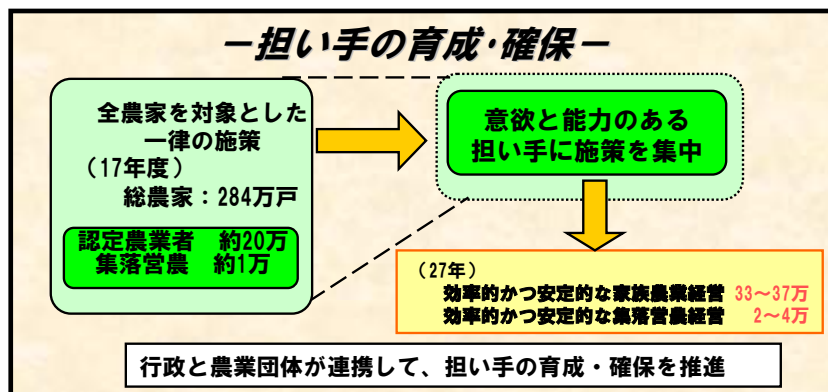 －担い手の育成・確保－
全農家を対象とした
一律の施策
（17年度）
総農家：284万戸
認定農業者　約20万
集落営農　約1万
意欲と能力のある
担い手に施策を集中
（27年）
効率的かつ安定的な家族農業経営 33～37万
効率的かつ安定的な集落営農経営 2～4万
行政と農業団体が連携して、担い手の育成・確保を推進